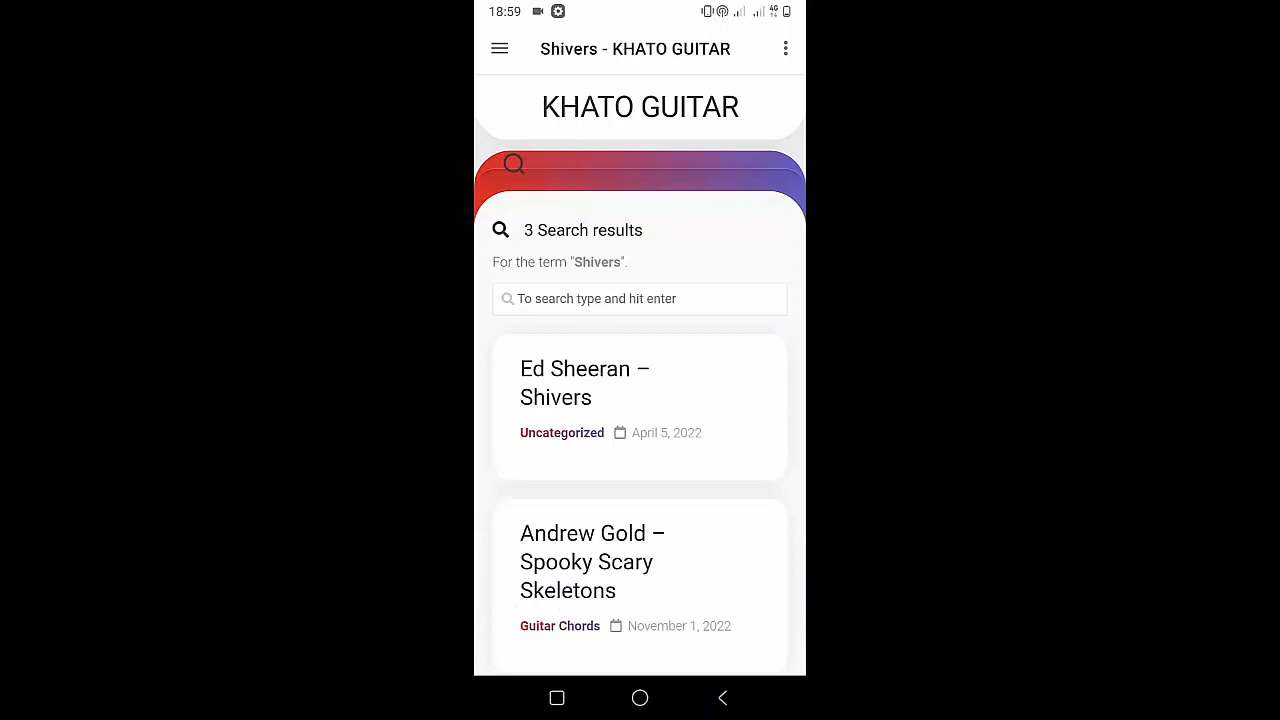 18:59
4G
Shivers - KHATO GUITAR
KHATO GUITAR
3 Search results
For the term "Shivers".
To search type and hit enter
Ed Sheeran –
Shivers
Uncategorized April 5, 2022
Andrew Gold –
Spooky Scary
Skeletons
Guitar Chords November 1, 2022